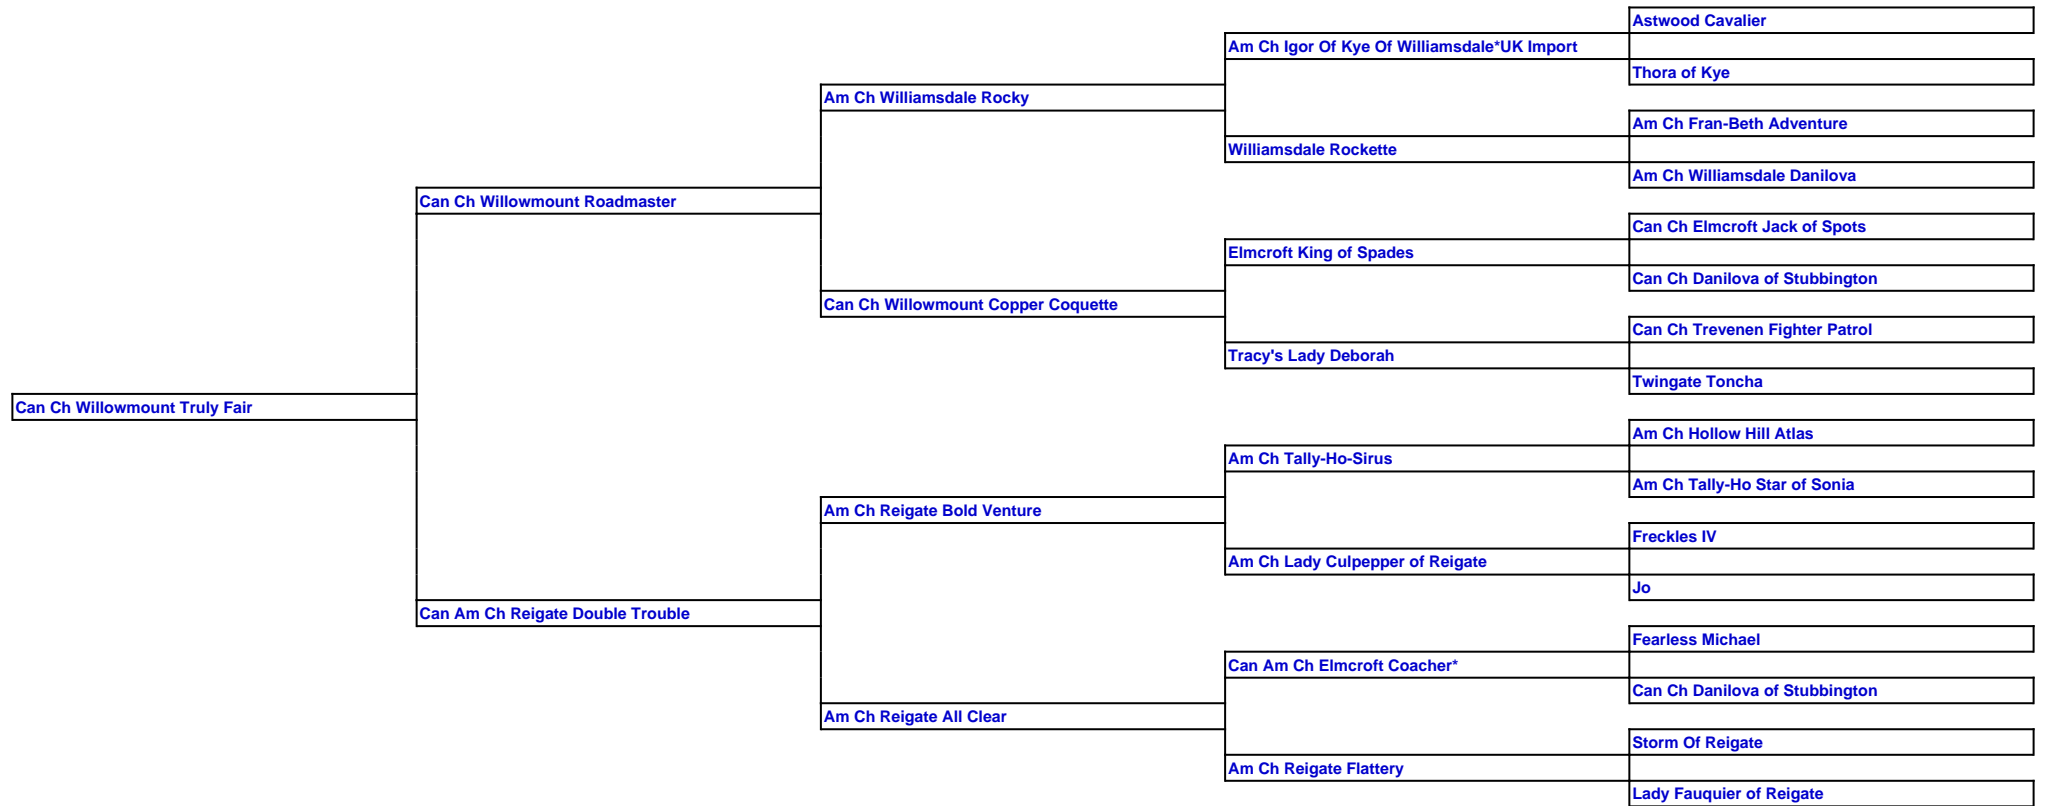 Astwood Cavalier
Am Ch Igor Of Kye Of Williamsdale*UK Import
Thora of Kye
Am Ch Williamsdale Rocky
Am Ch Fran-Beth Adventure
Williamsdale Rockette
Am Ch Williamsdale Danilova
Can Ch Willowmount Roadmaster
Can Ch Elmcroft Jack of Spots
Elmcroft King of Spades
Can Ch Danilova of Stubbington
Can Ch Willowmount Copper Coquette
Can Ch Trevenen Fighter Patrol
Tracy's Lady Deborah
Twingate Toncha
Can Ch Willowmount Truly Fair
Am Ch Hollow Hill Atlas
Am Ch Tally-Ho-Sirus
Am Ch Tally-Ho Star of Sonia
Am Ch Reigate Bold Venture
Freckles IV
Am Ch Lady Culpepper of Reigate
Jo
Can Am Ch Reigate Double Trouble
Fearless Michael
Can Am Ch Elmcroft Coacher*
Can Ch Danilova of Stubbington
Am Ch Reigate All Clear
Storm Of Reigate
Am Ch Reigate Flattery
Lady Fauquier of Reigate